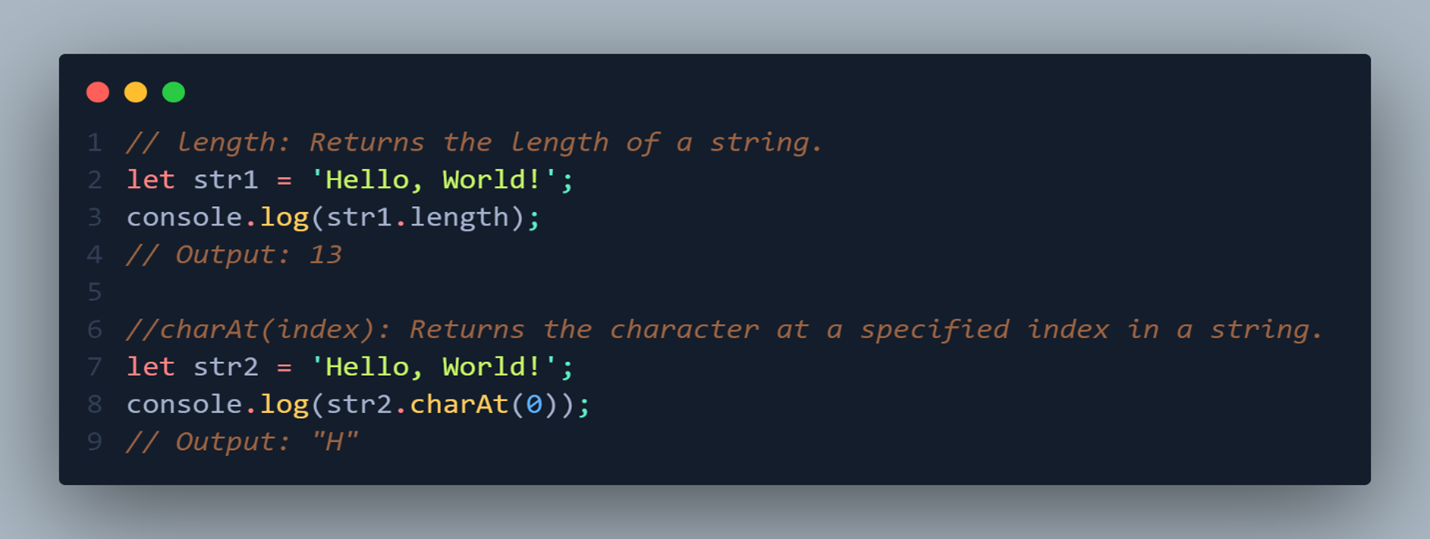 1 // length: Returns the length of a string.
2 let str1 = 'Hello, World!';
3 console.log(str1.length);
4 // Output: 13
5
6 //charAt(index): Returns the character at a specified index in a string.
7 let str2 = 'Hello, World!';
8 console.log(str2.charAt(0));
9 // Output: "H"